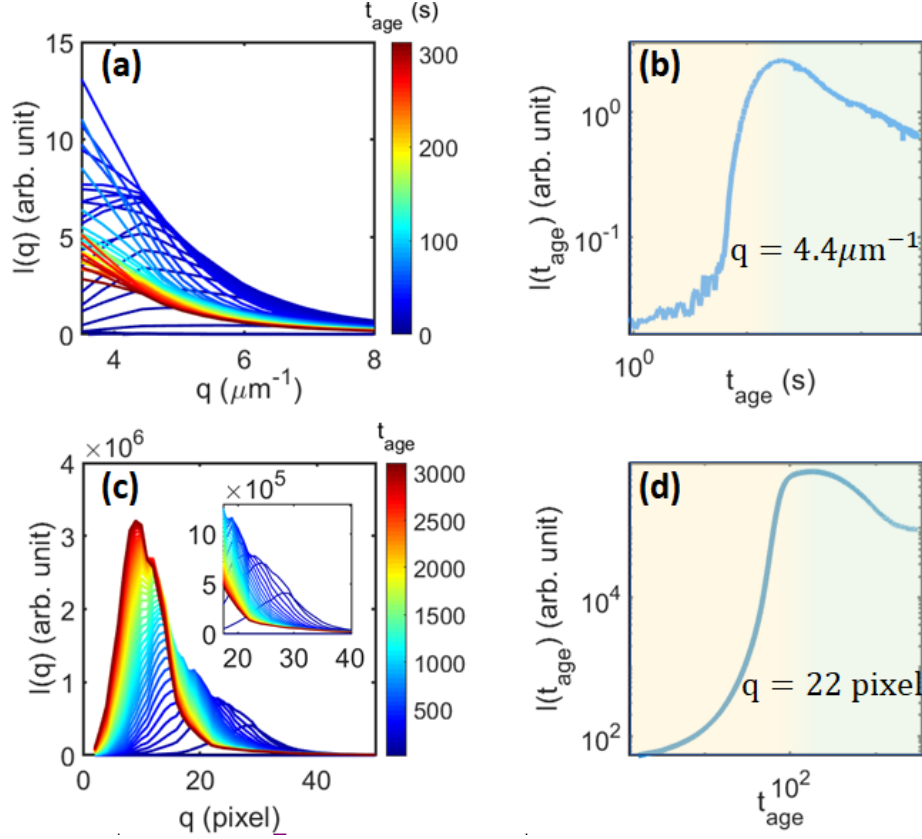 t_age (s)
15
(a)
300
10
200
I(q) (arb. unit)
5
100
0
0
4
6
8
q (μm⁻¹)
(b)
10⁰
I(t_age) (arb. unit)
10⁻¹
q = 4.4μm⁻¹
10⁰
t_age (s)
×10⁶
t_age
4
(c)
×10⁵
3000
10
2500
3
5
2000
I(q) (arb. unit)
0
2
20
30
40
1500
1
1000
500
0
0
20
40
q (pixel)
(d)
I(t_age) (arb. unit)
10⁴
q = 22 pixel
10²
10²
t_age